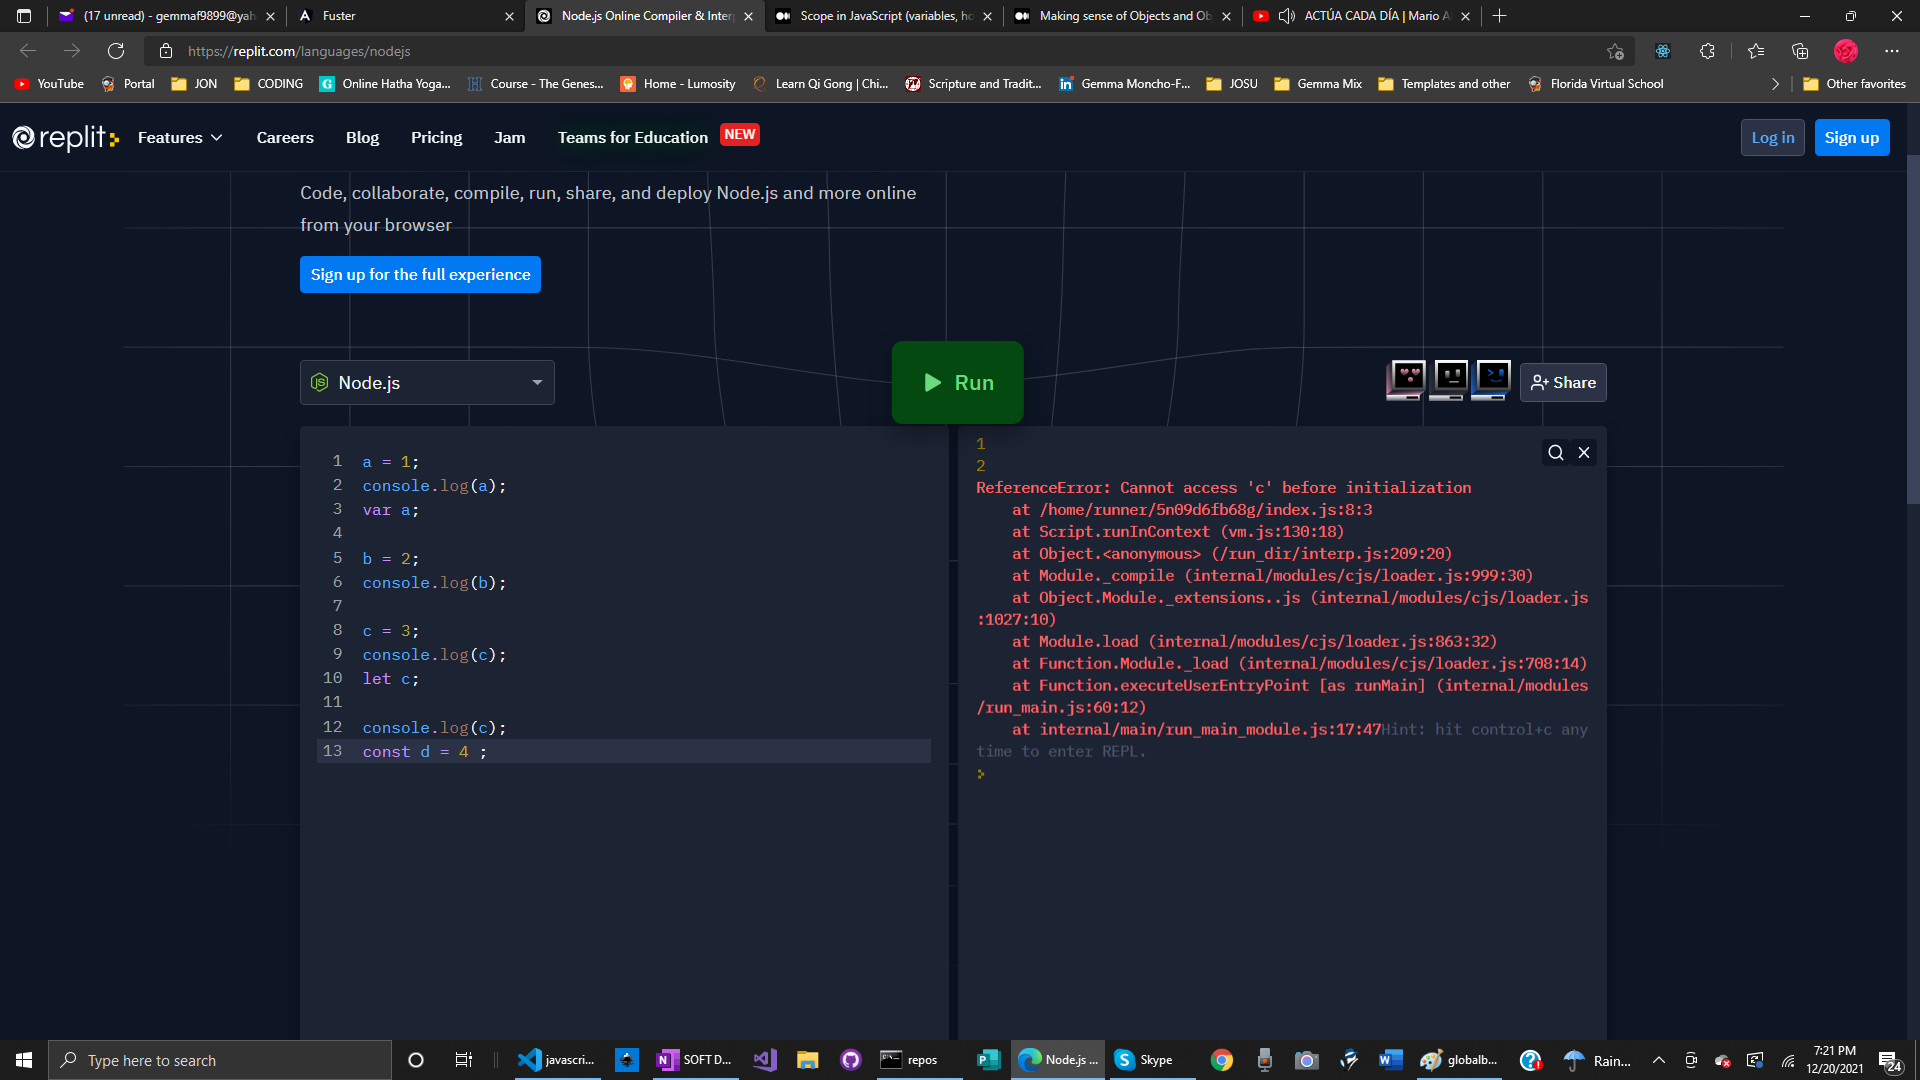 (17 unread) - gemmaf9899@yah
Fuster
Node.js Online Compiler & Interp
Scope in JavaScript (variables, ho
Making sense of Objects and Ob
ACTÚA CADA DÍA | Mario A
https://replit.com/languages/nodejs
YouTube
Portal
JON
CODING
Online Hatha Yoga...
Course - The Genes...
Home - Lumosity
Learn Qi Gong | Chi...
Scripture and Tradit...
Gemma Moncho-F...
JOSU
Gemma Mix
Templates and other
Florida Virtual School
Other favorites
replit
Features
Careers
Blog
Pricing
Jam
Teams for Education
NEW
Log in
Sign up
Code, collaborate, compile, run, share, and deploy Node.js and more online
from your browser
Sign up for the full experience
Node.js
Run
Share
1 a = 1;
2 console.log(a);
3 var a;
4
5 b = 2;
6 console.log(b);
7
8 c = 3;
9 console.log(c);
10 let c;
11
12 console.log(c);
13 const d = 4 ;
1
2
ReferenceError: Cannot access 'c' before initialization
at /home/runner/5n09d6fb68g/index.js:8:3
at Script.runInContext (vm.js:130:18)
at Object.<anonymous> (/run_dir/interp.js:209:20)
at Module._compile (internal/modules/cjs/loader.js:999:30)
at Object.Module._extensions..js (internal/modules/cjs/loader.js
:1027:10)
at Module.load (internal/modules/cjs/loader.js:863:32)
at Function.Module._load (internal/modules/cjs/loader.js:708:14)
at Function.executeUserEntryPoint [as runMain] (internal/modules
/run_main.js:60:12)
at internal/main/run_main_module.js:17:47Hint: hit control+c any
time to enter REPL.
Type here to search
javascri...
SOFT D...
repos
Node.js ...
Skype
globalb...
Rain...
7:21 PM
12/20/2021
24